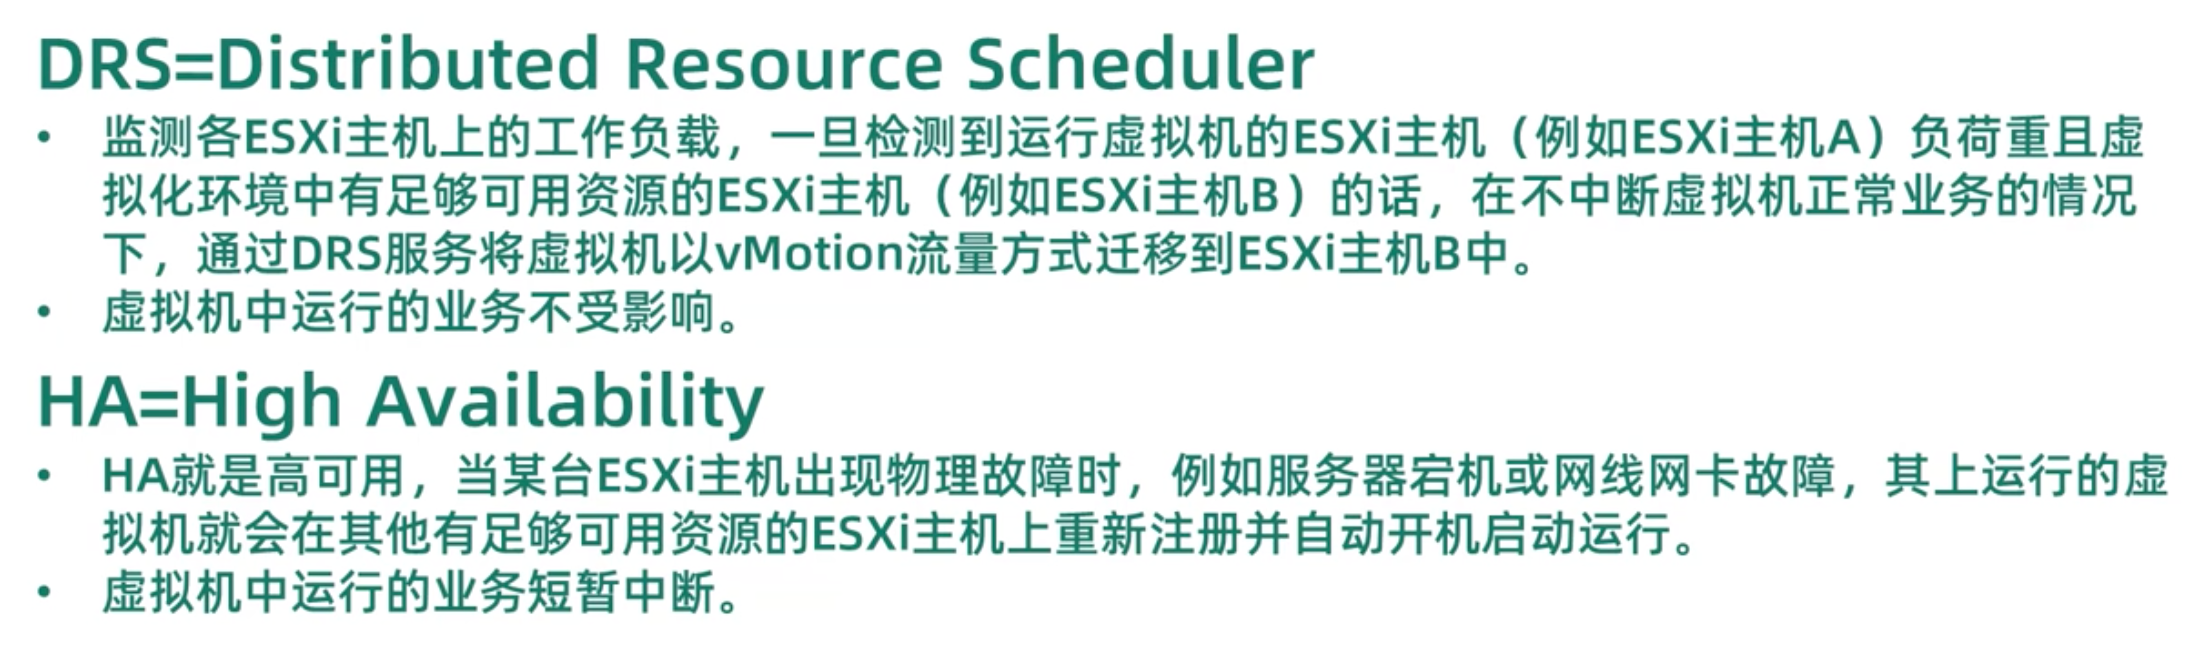 DRS=Distributed Resource Scheduler
• 监测各ESXi主机上的工作负载，一旦检测到运行虚拟机的ESXi主机（例如ESXi主机A）负荷重且虚
拟化环境中有足够可用资源的ESXi主机（例如ESXi主机B）的话，在不中断虚拟机正常业务的情况
下，通过DRS服务将虚拟机以vMotion流量方式迁移到ESXi主机B中。
• 虚拟机中运行的业务不受影响。
HA=High Availability
• HA就是高可用，当某台ESXi主机出现物理故障时，例如服务器宕机或网线网卡故障，其上运行的虚
拟机就会在其他有足够可用资源的ESXi主机上重新注册并自动开机启动运行。
• 虚拟机中运行的业务短暂中断。